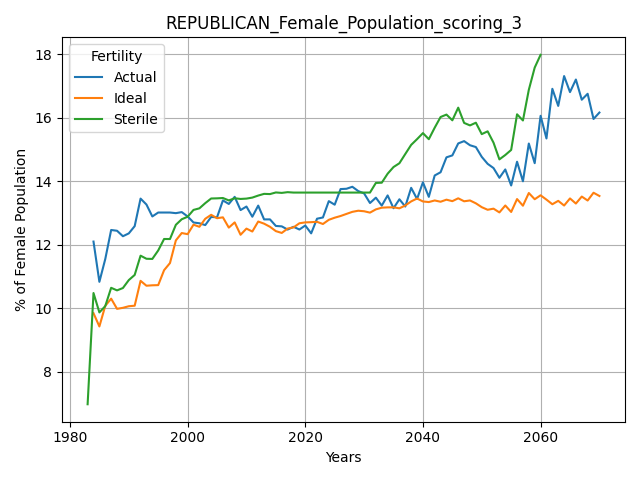 REPUBLICAN_Female_Population_scoring_3
Fertility
Actual
Ideal
Sterile
% of Female Population
18
16
14
12
10
8
1980
2000
2020
2040
2060
Years